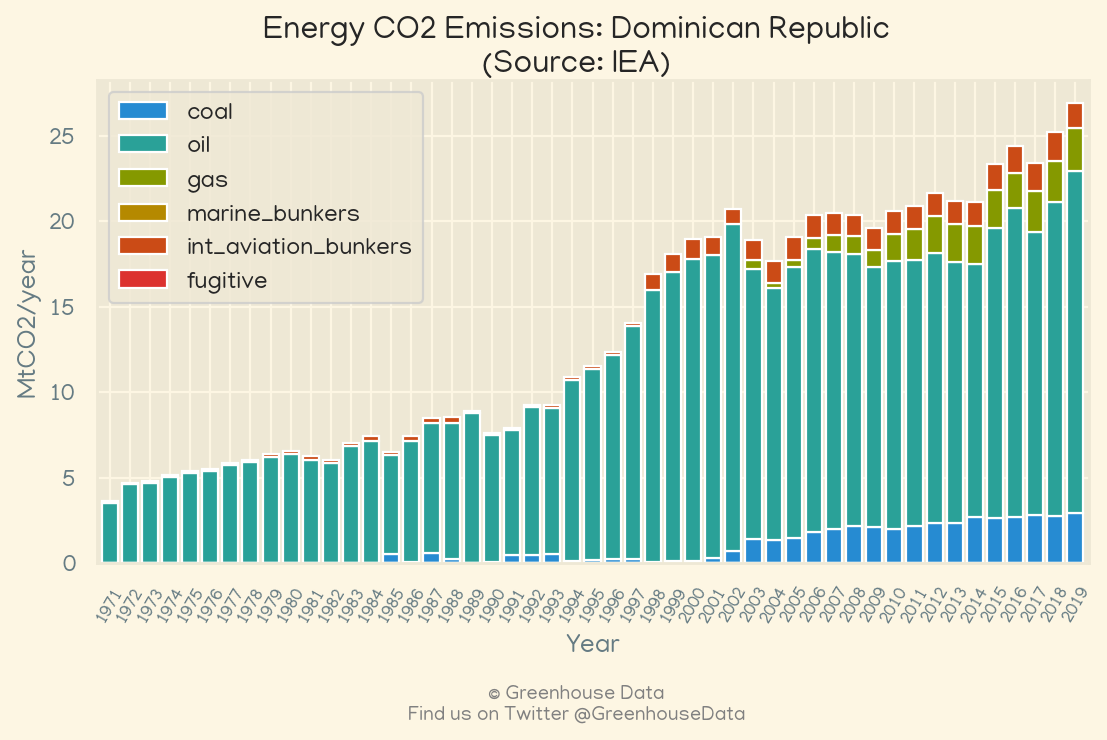 Energy CO2 Emissions: Dominican Republic
(Source: IEA)
coal
oil
gas
marine_bunkers
int_aviation_bunkers
fugitive
MtCO2/year
25
20
15
10
5
0
1971 1972 1973 1974 1975 1976 1977 1978 1979 1980 1981 1982 1983 1984 1985 1986 1987 1988 1989 1990 1991 1992 1993 1994 1995 1996 1997 1998 1999 2000 2001 2002 2003 2004 2005 2006 2007 2008 2009 2010 2011 2012 2013 2014 2015 2016 2017 2018 2019
Year
© Greenhouse Data
Find us on Twitter @GreenhouseData